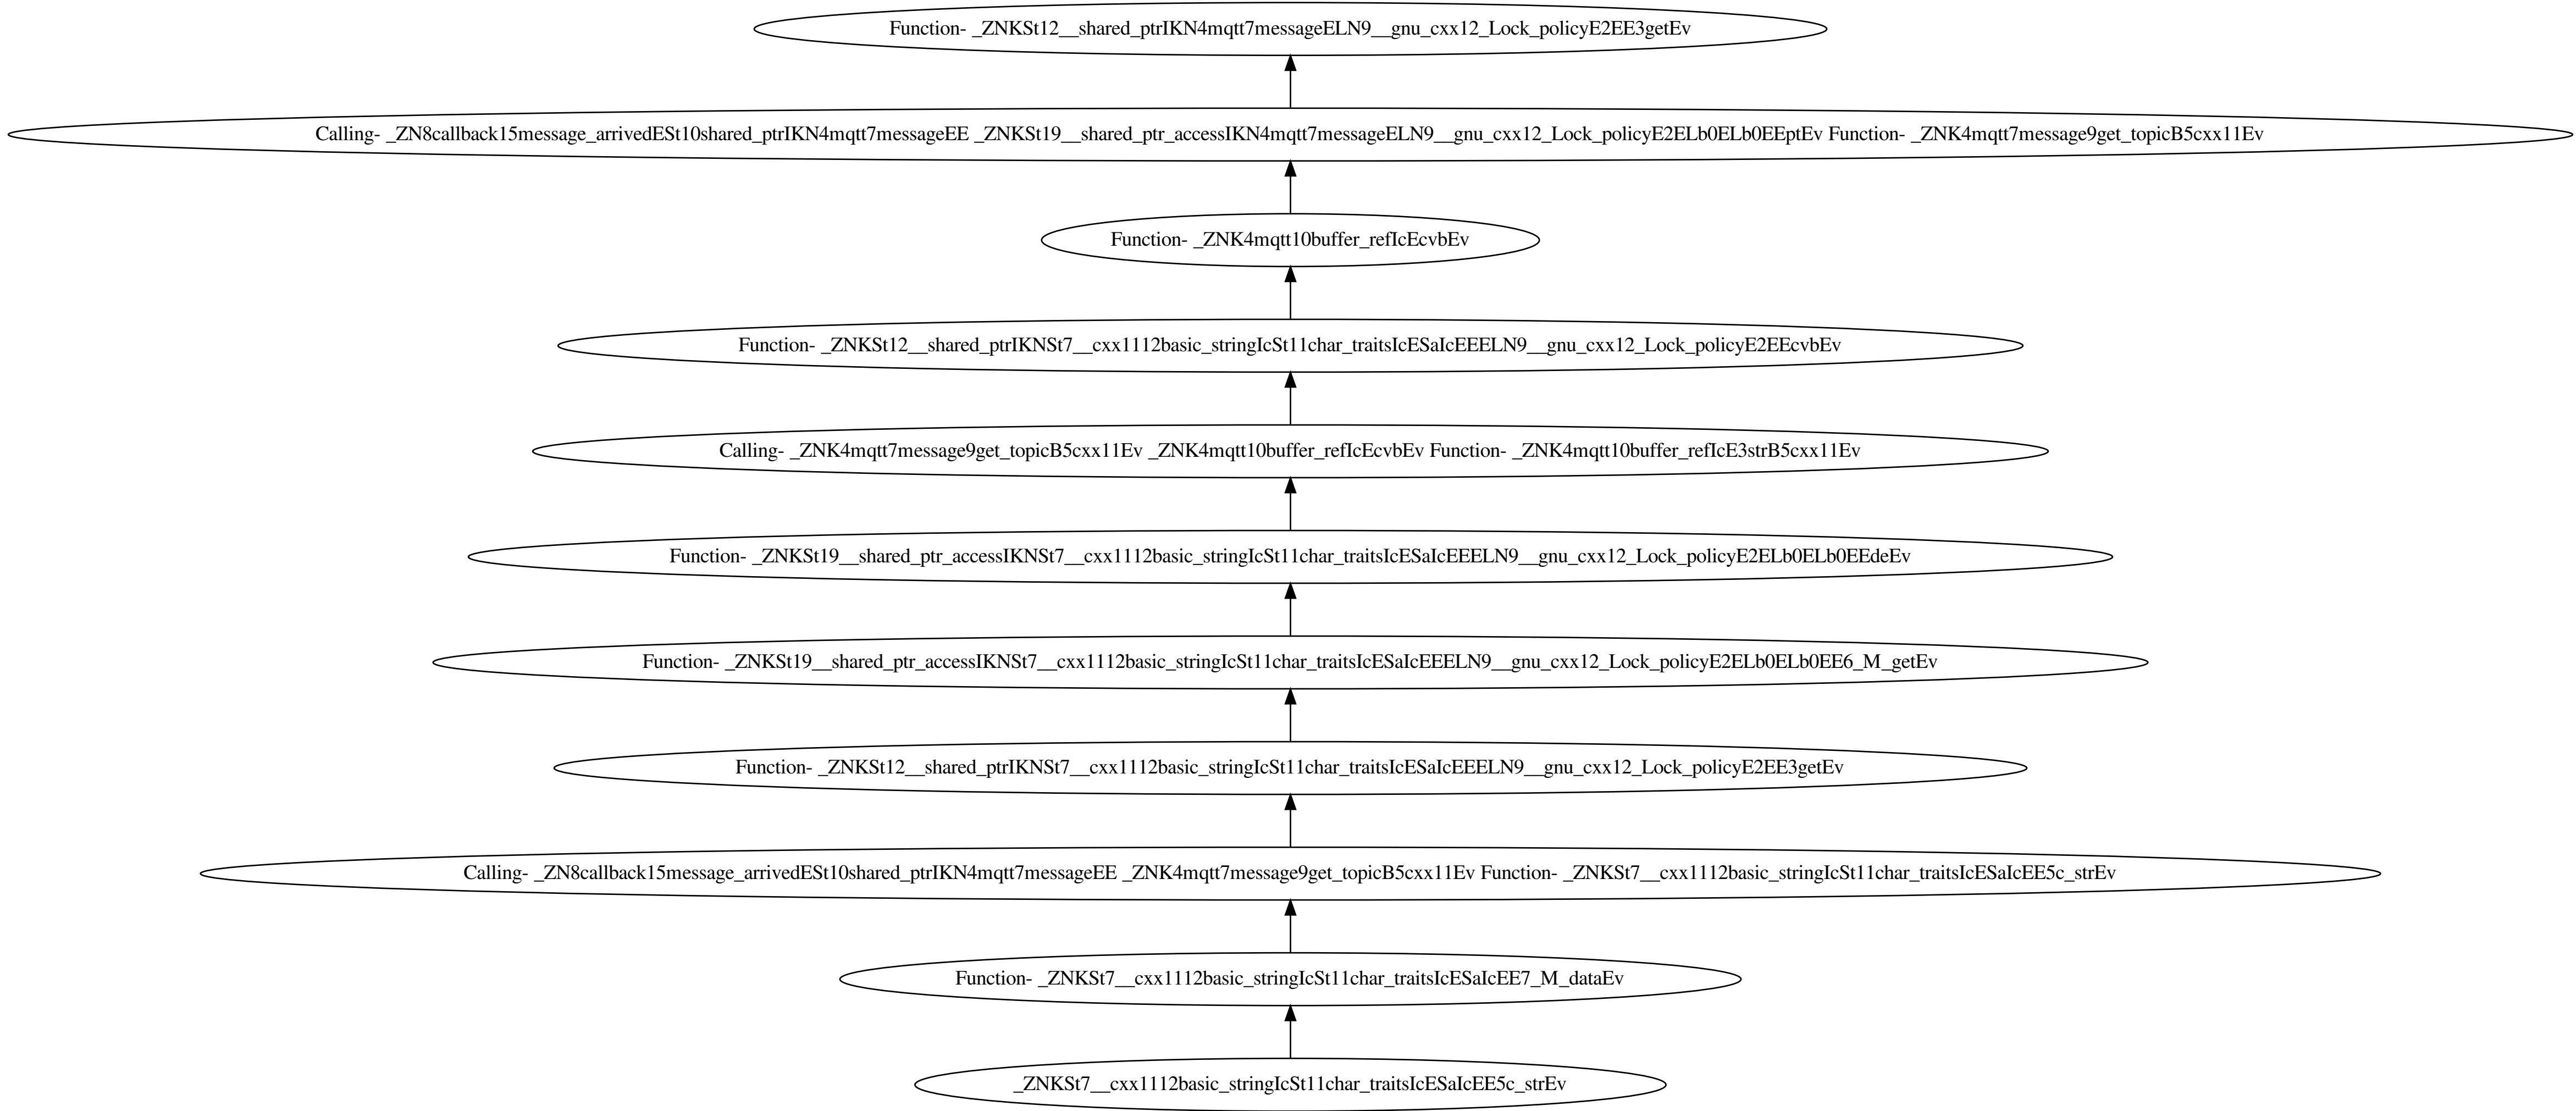 Function- _ZNKSt12__shared_ptrIKN4mqtt7messageELN9__gnu_cxx12_Lock_policyE2EE3getEv
Calling- _ZN8callback15message_arrivedESt10shared_ptrIKN4mqtt7messageEE _ZNKSt19__shared_ptr_accessIKN4mqtt7messageELN9__gnu_cxx12_Lock_policyE2ELb0ELb0EEptEv Function- _ZNK4mqtt7message9get_topicB5cxx11Ev
Function- _ZNK4mqtt10buffer_refIcEcvbEv
Function- _ZNKSt12__shared_ptrIKNSt7__cxx1112basic_stringIcSt11char_traitsIcESaIcEEELN9__gnu_cxx12_Lock_policyE2EEcvbEv
Calling- _ZNK4mqtt7message9get_topicB5cxx11Ev _ZNK4mqtt10buffer_refIcEcvbEv Function- _ZNK4mqtt10buffer_refIcE3strB5cxx11Ev
Function- _ZNKSt19__shared_ptr_accessIKNSt7__cxx1112basic_stringIcSt11char_traitsIcESaIcEEELN9__gnu_cxx12_Lock_policyE2ELb0ELb0EEdeEv
Function- _ZNKSt19__shared_ptr_accessIKNSt7__cxx1112basic_stringIcSt11char_traitsIcESaIcEEELN9__gnu_cxx12_Lock_policyE2ELb0ELb0EE6_M_getEv
Function- _ZNKSt12__shared_ptrIKNSt7__cxx1112basic_stringIcSt11char_traitsIcESaIcEEELN9__gnu_cxx12_Lock_policyE2EE3getEv
Calling- _ZN8callback15message_arrivedESt10shared_ptrIKN4mqtt7messageEE _ZNK4mqtt7message9get_topicB5cxx11Ev Function- _ZNKSt7__cxx1112basic_stringIcSt11char_traitsIcESaIcEE5c_strEv
Function- _ZNKSt7__cxx1112basic_stringIcSt11char_traitsIcESaIcEE7_M_dataEv
_ZNKSt7__cxx1112basic_stringIcSt11char_traitsIcESaIcEE5c_strEv